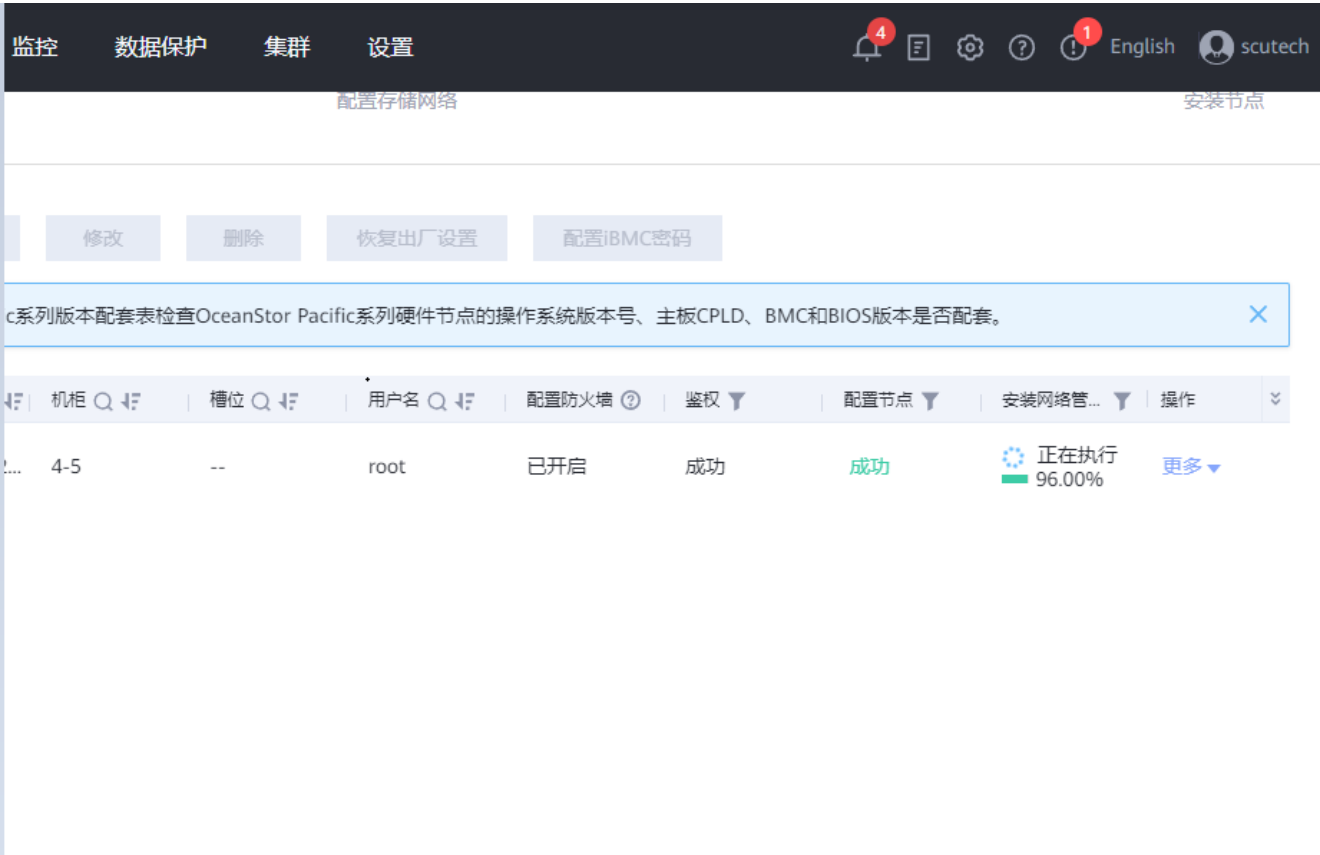 监控 数据保护 集群 设置 4 1 English scutech
配置存储网络 安装节点
修改 删除 恢复出厂设置 配置iBMC密码
c系列版本配套表检查OceanStor Pacific系列硬件节点的操作系统版本号、主板CPLD、BMC和BIOS版本是否配套。
机柜 槽位 用户名 配置防火墙 鉴权 配置节点 安装网络管... 操作
2... 4-5 -- root 已开启 成功 成功 正在执行 更多
96.00%